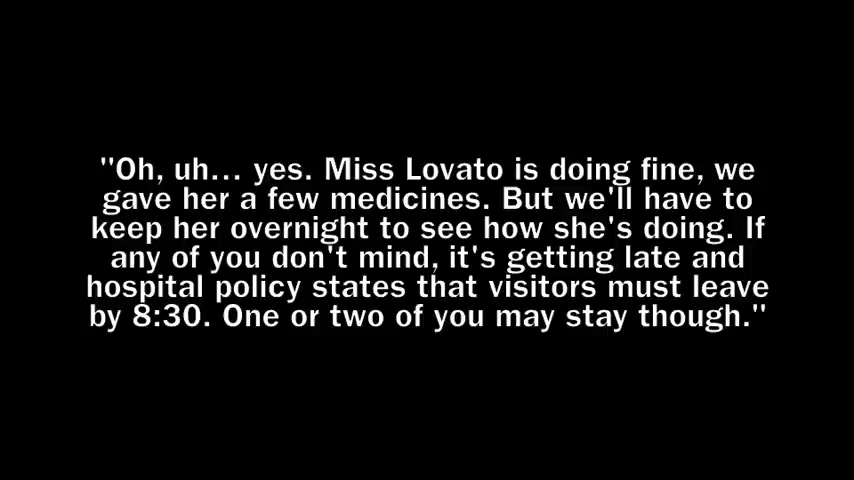 "Oh, uh... yes. Miss Lovato is doing fine, we
gave her a few medicines. But we'll have to
keep her overnight to see how she's doing. If
any of you don't mind, it's getting late and
hospital policy states that visitors must leave
by 8:30. One or two of you may stay though."